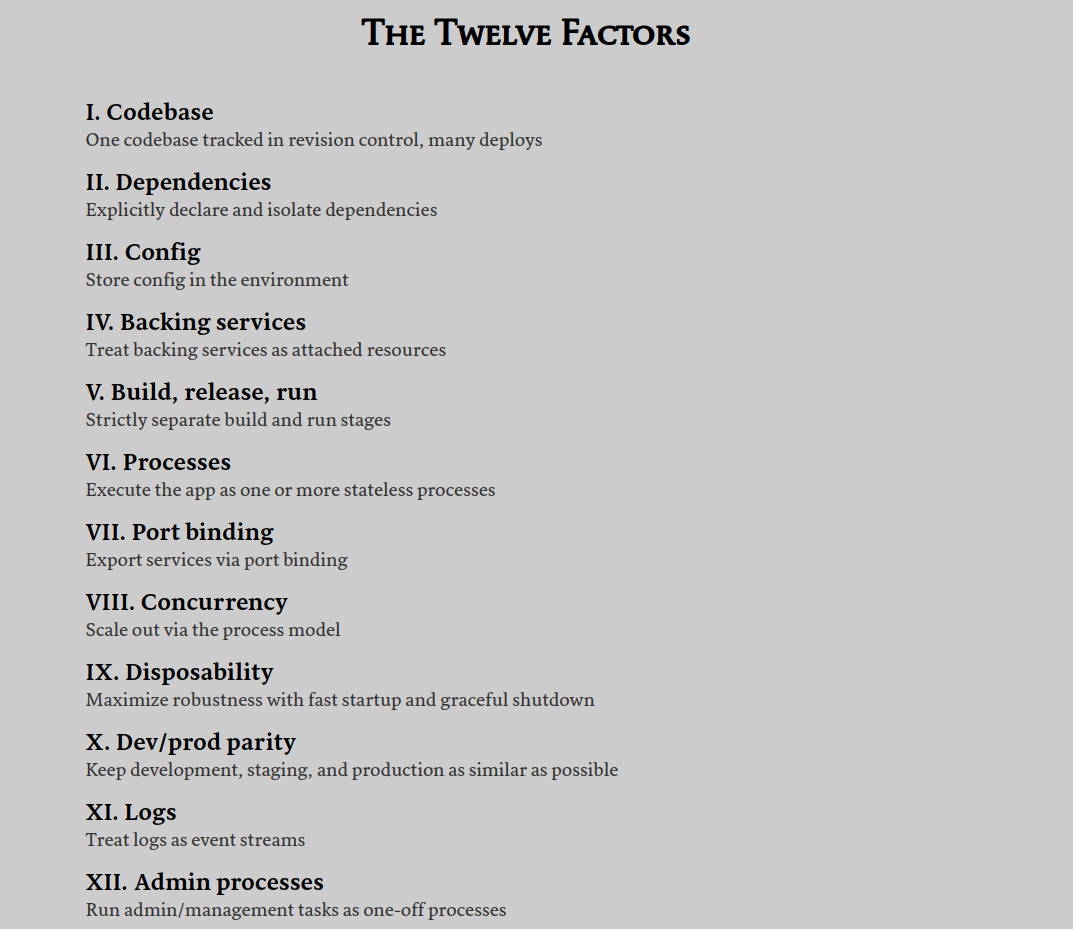 The Twelve Factors
I. Codebase
One codebase tracked in revision control, many deploys
II. Dependencies
Explicitly declare and isolate dependencies
III. Config
Store config in the environment
IV. Backing services
Treat backing services as attached resources
V. Build, release, run
Strictly separate build and run stages
VI. Processes
Execute the app as one or more stateless processes
VII. Port binding
Export services via port binding
VIII. Concurrency
Scale out via the process model
IX. Disposability
Maximize robustness with fast startup and graceful shutdown
X. Dev/prod parity
Keep development, staging, and production as similar as possible
XI. Logs
Treat logs as event streams
XII. Admin processes
Run admin/management tasks as one-off processes